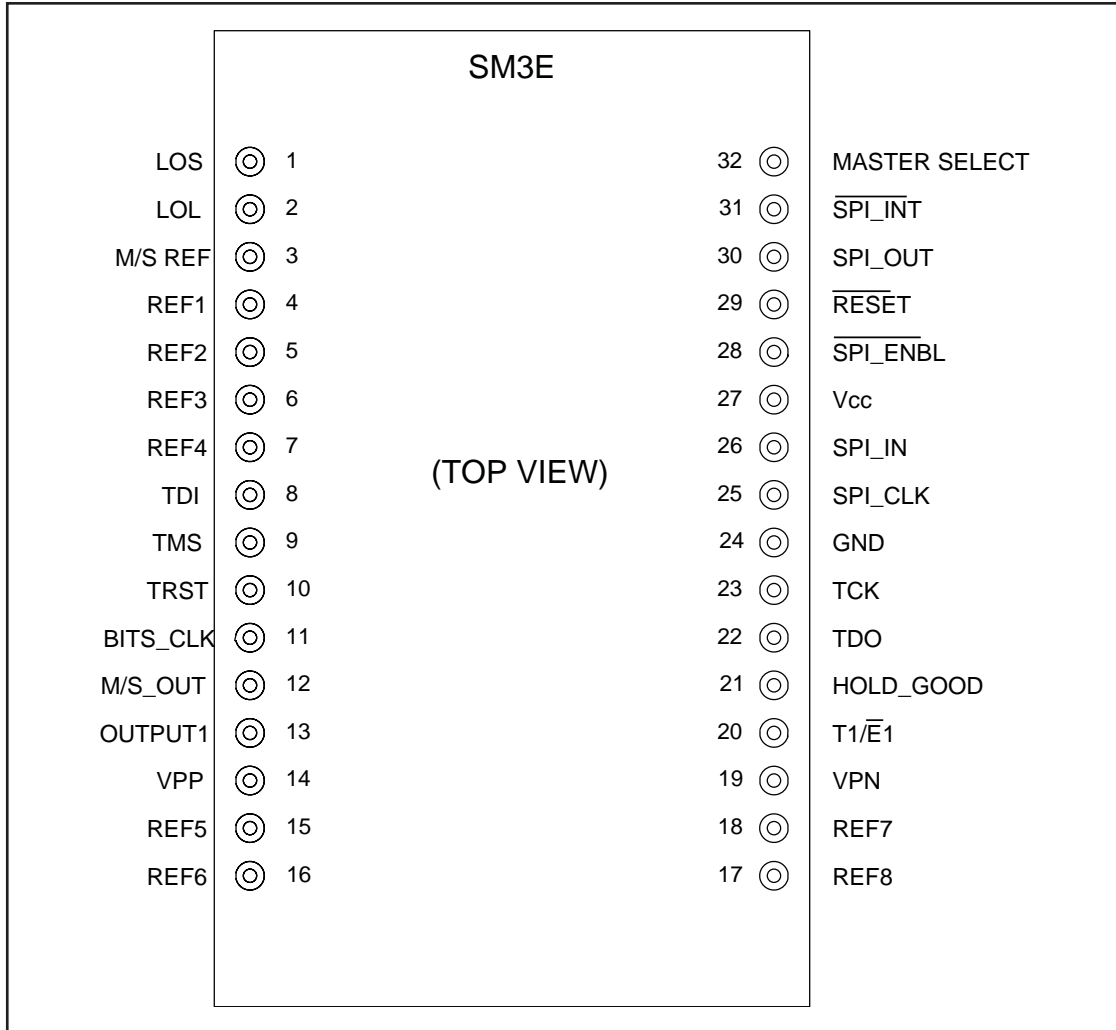 SM3E
LOS 1 32 MASTER SELECT
LOL 2 31 SPI_INT
M/S REF 3 30 SPI_OUT
REF1 4 29 RESET
REF2 5 28 SPI_ENBL
REF3 6 27 Vcc
REF4 7 26 SPI_IN
(TOP VIEW)
TDI 8 25 SPI_CLK
TMS 9 24 GND
TRST 10 23 TCK
BITS_CLK 11 22 TDO
M/S_OUT 12 21 HOLD_GOOD
OUTPUT1 13 20 T1/E̅1
VPP 14 19 VPN
REF5 15 18 REF7
REF6 16 17 REF8